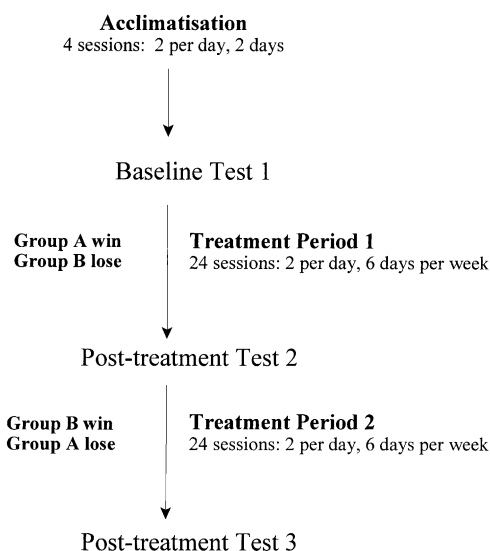 Acclimatisation
4 sessions: 2 per day, 2 days
Baseline Test 1
Group A win
Group B lose
Treatment Period 1
24 sessions: 2 per day, 6 days per week
Post-treatment Test 2
Group B win
Group A lose
Treatment Period 2
24 sessions: 2 per day, 6 days per week
Post-treatment Test 3